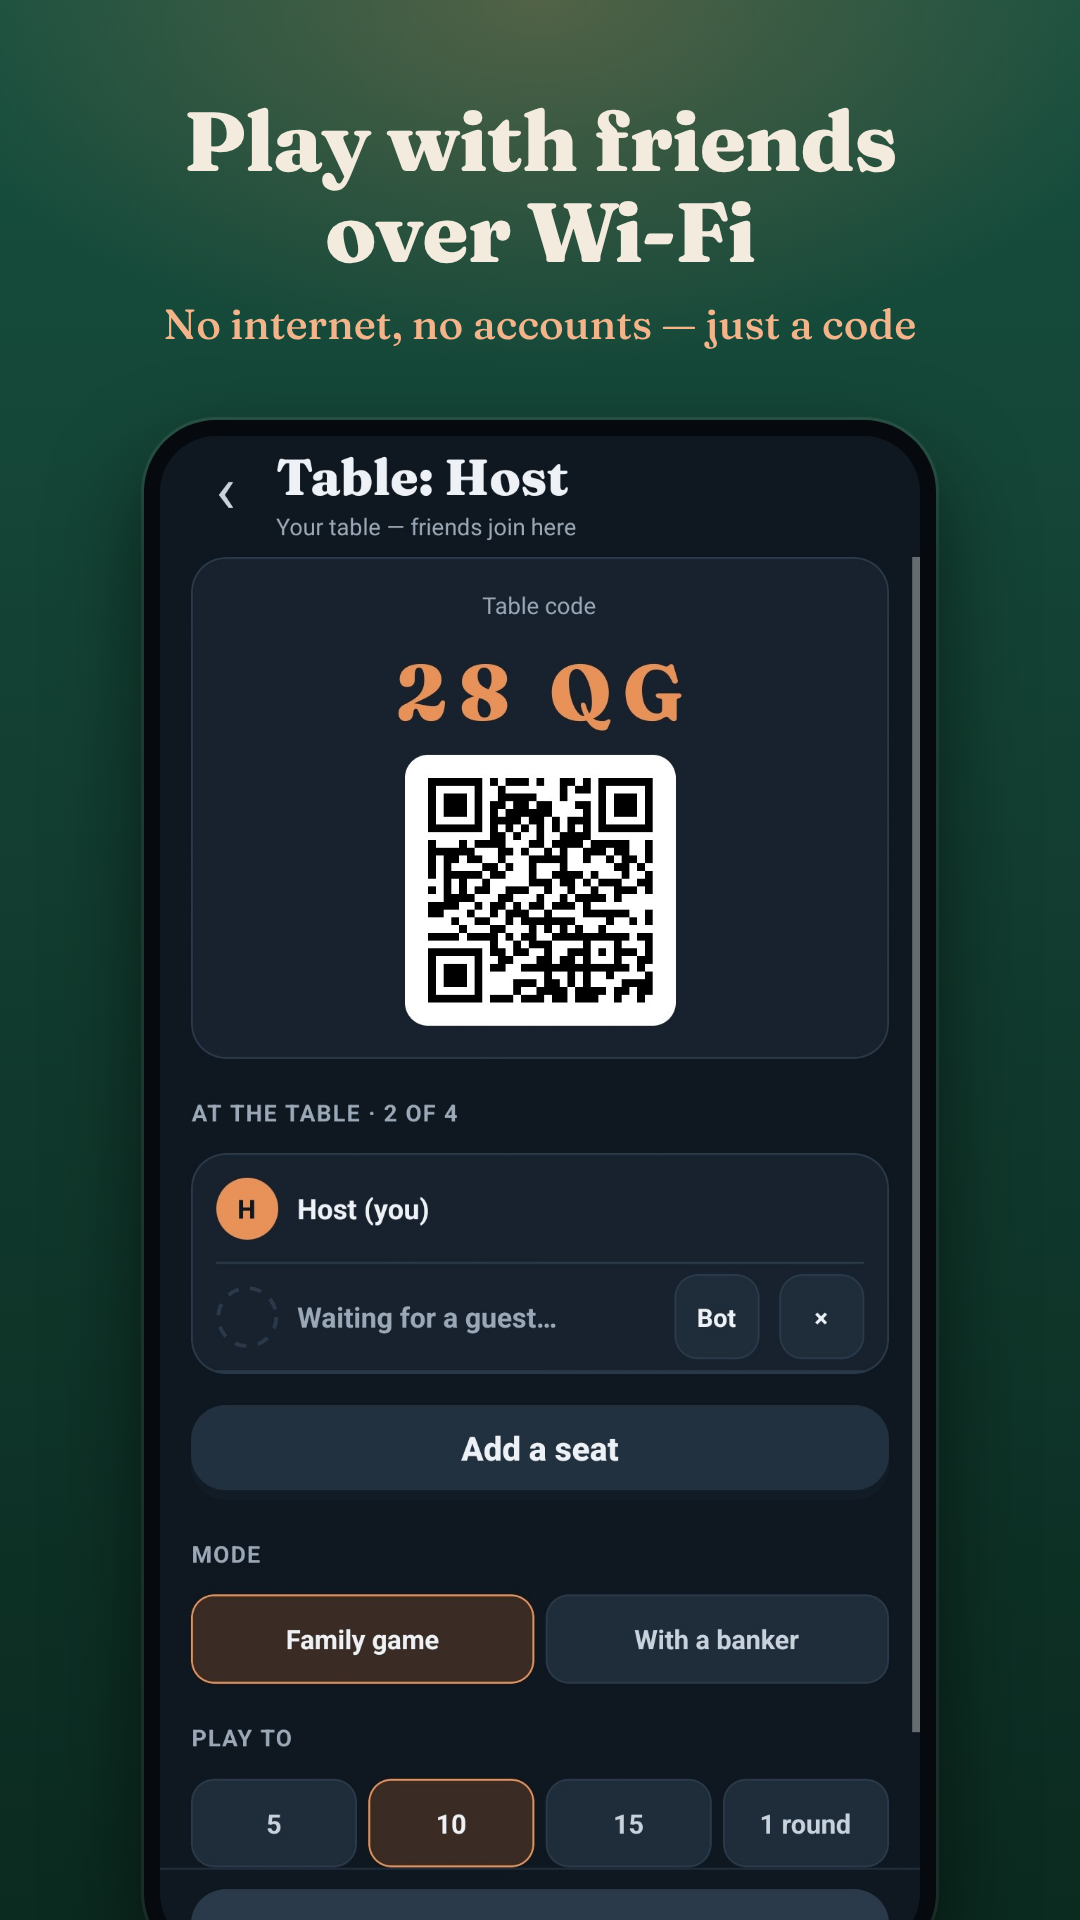 Play with friends
over Wi-Fi
No internet, no accounts — just a code
‹
Table: Host
Your table — friends join here
Table code
28 QG
AT THE TABLE · 2 OF 4
H
Host (you)
Waiting for a guest…
Bot
×
Add a seat
MODE
Family game
With a banker
PLAY TO
5
10
15
1 round